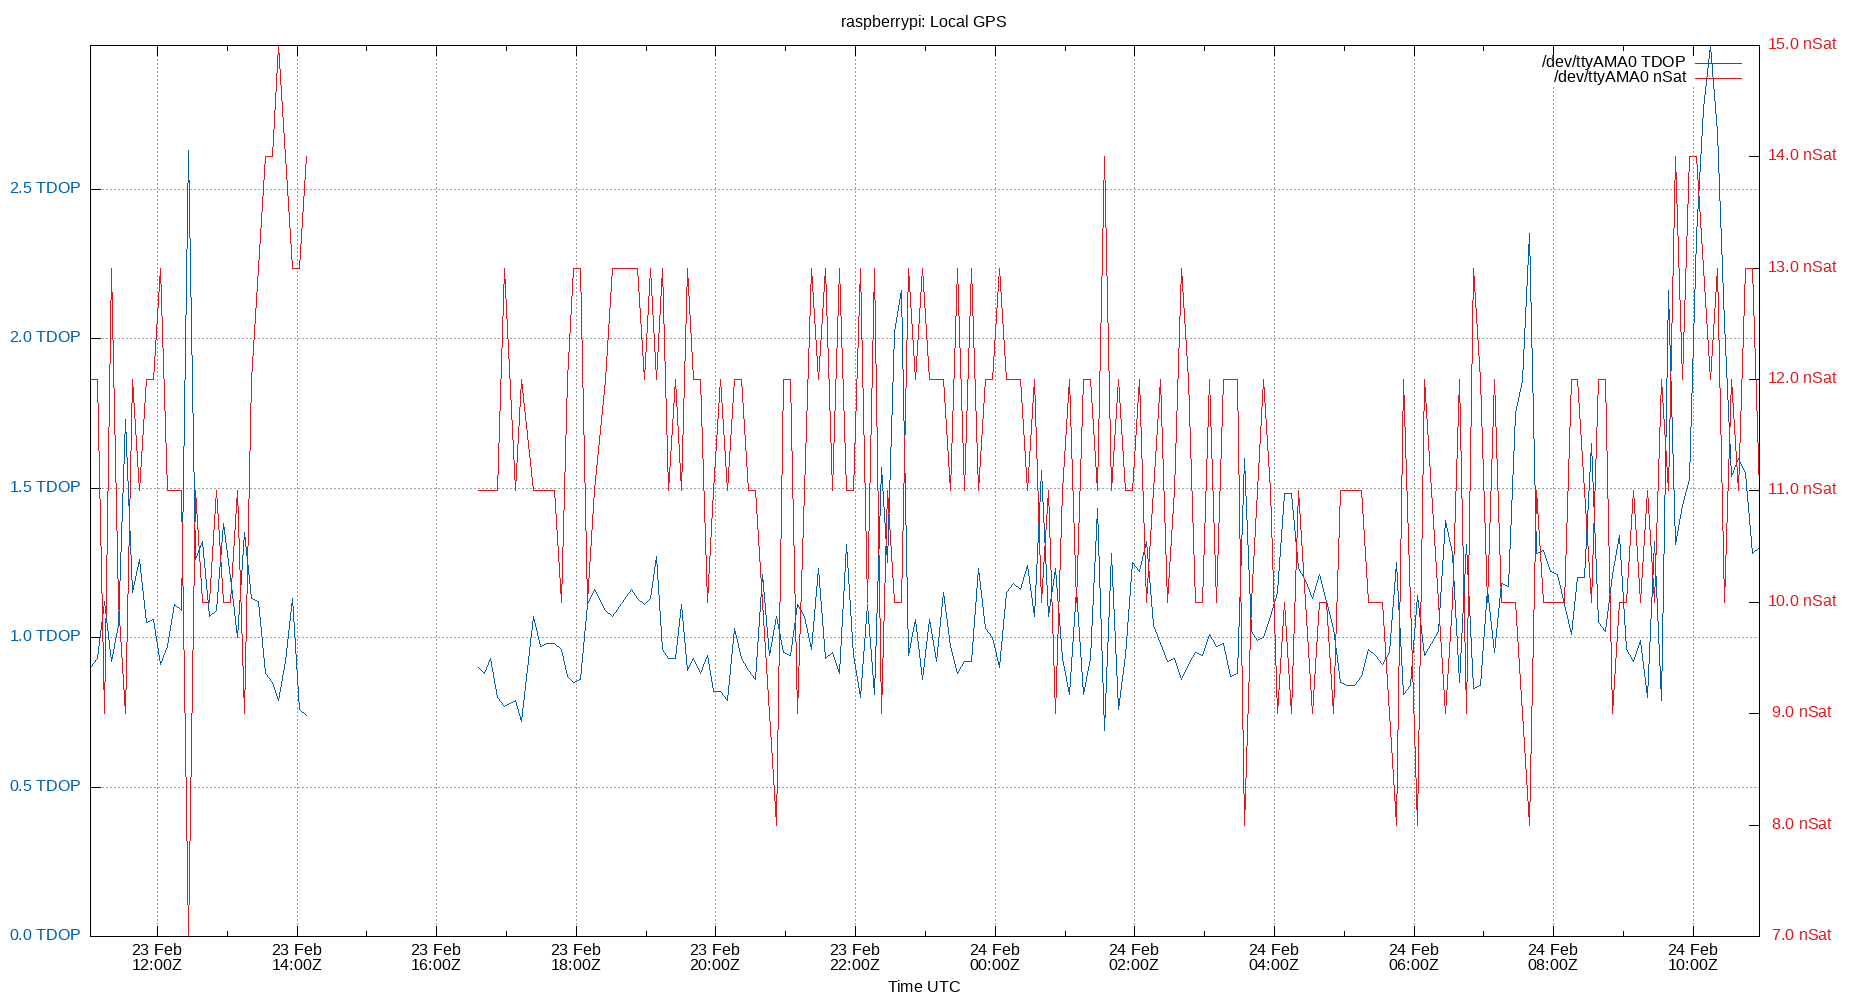 raspberrypi: Local GPS
15.0 nSat
/dev/ttyAMA0 TDOP
/dev/ttyAMA0 nSat
14.0 nSat
2.5 TDOP
13.0 nSat
2.0 TDOP
12.0 nSat
1.5 TDOP
11.0 nSat
10.0 nSat
1.0 TDOP
9.0 nSat
0.5 TDOP
8.0 nSat
0.0 TDOP
7.0 nSat
23 Feb 23 Feb 23 Feb 23 Feb 23 Feb 23 Feb 24 Feb 24 Feb 24 Feb 24 Feb 24 Feb 24 Feb
12:00Z 14:00Z 16:00Z 18:00Z 20:00Z 22:00Z 00:00Z 02:00Z 04:00Z 06:00Z 08:00Z 10:00Z
Time UTC